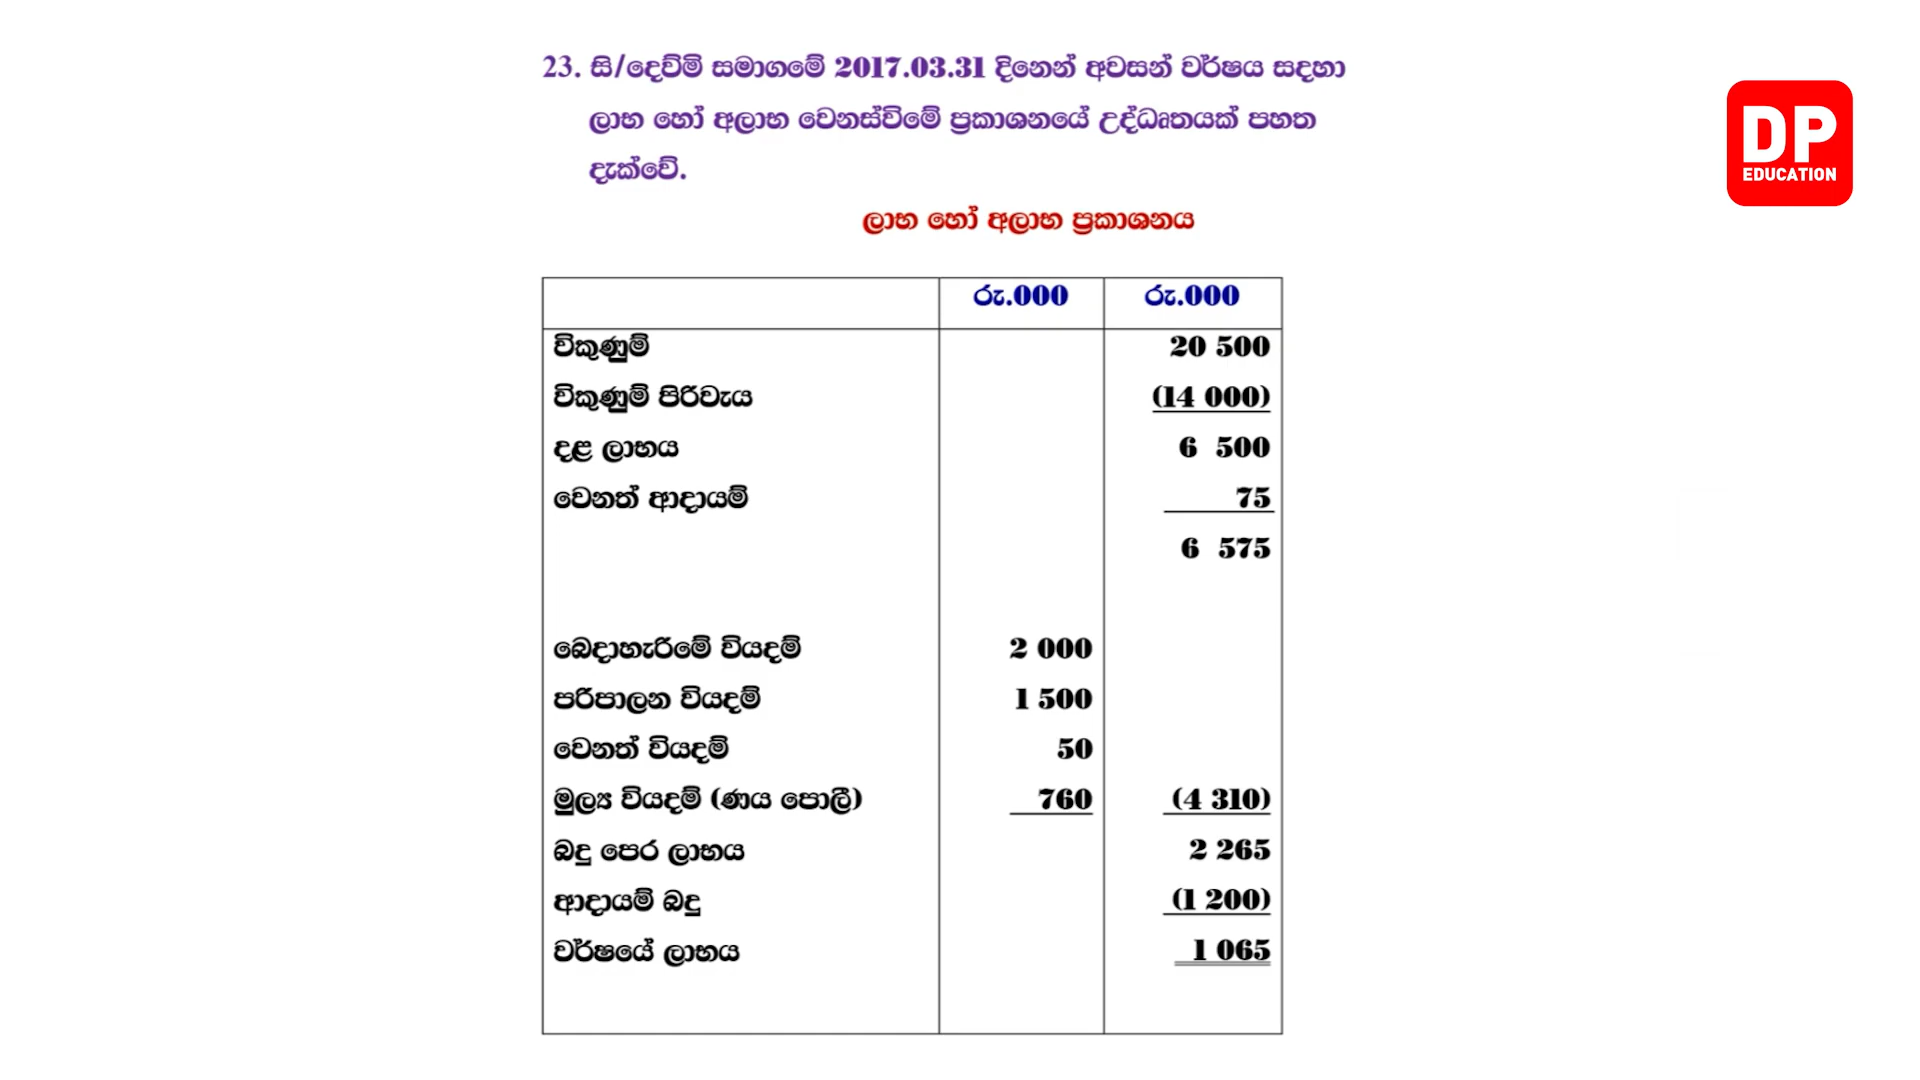 23. සි/දෙව්මි සමාගමේ 2017.03.31 දිනෙන් අවසන් වර්ෂය සදහා
ලාභ හෝ අලාභ වෙනස්විමේ ප්‍රකාශනයේ උද්ධෘතයක් පහත
දැක්වේ.
DP
EDUCATION
ලාභ හෝ අලාභ ප්‍රකාශනය
රු.000 රු.000
විකුණුම් 20 500
විකුණුම් පිරිවැය (14 000)
දළ ලාභය 6 500
වෙනත් ආදායම් 75
6 575
බෙදාහැරීමේ වියදම් 2 000
පරිපාලන වියදම් 1 500
වෙනත් වියදම් 50
මුල්‍ය වියදම් (ණය පොලී) 760 (4 310)
බදු පෙර ලාභය 2 265
ආදායම් බදු (1 200)
වර්ෂයේ ලාභය 1 065